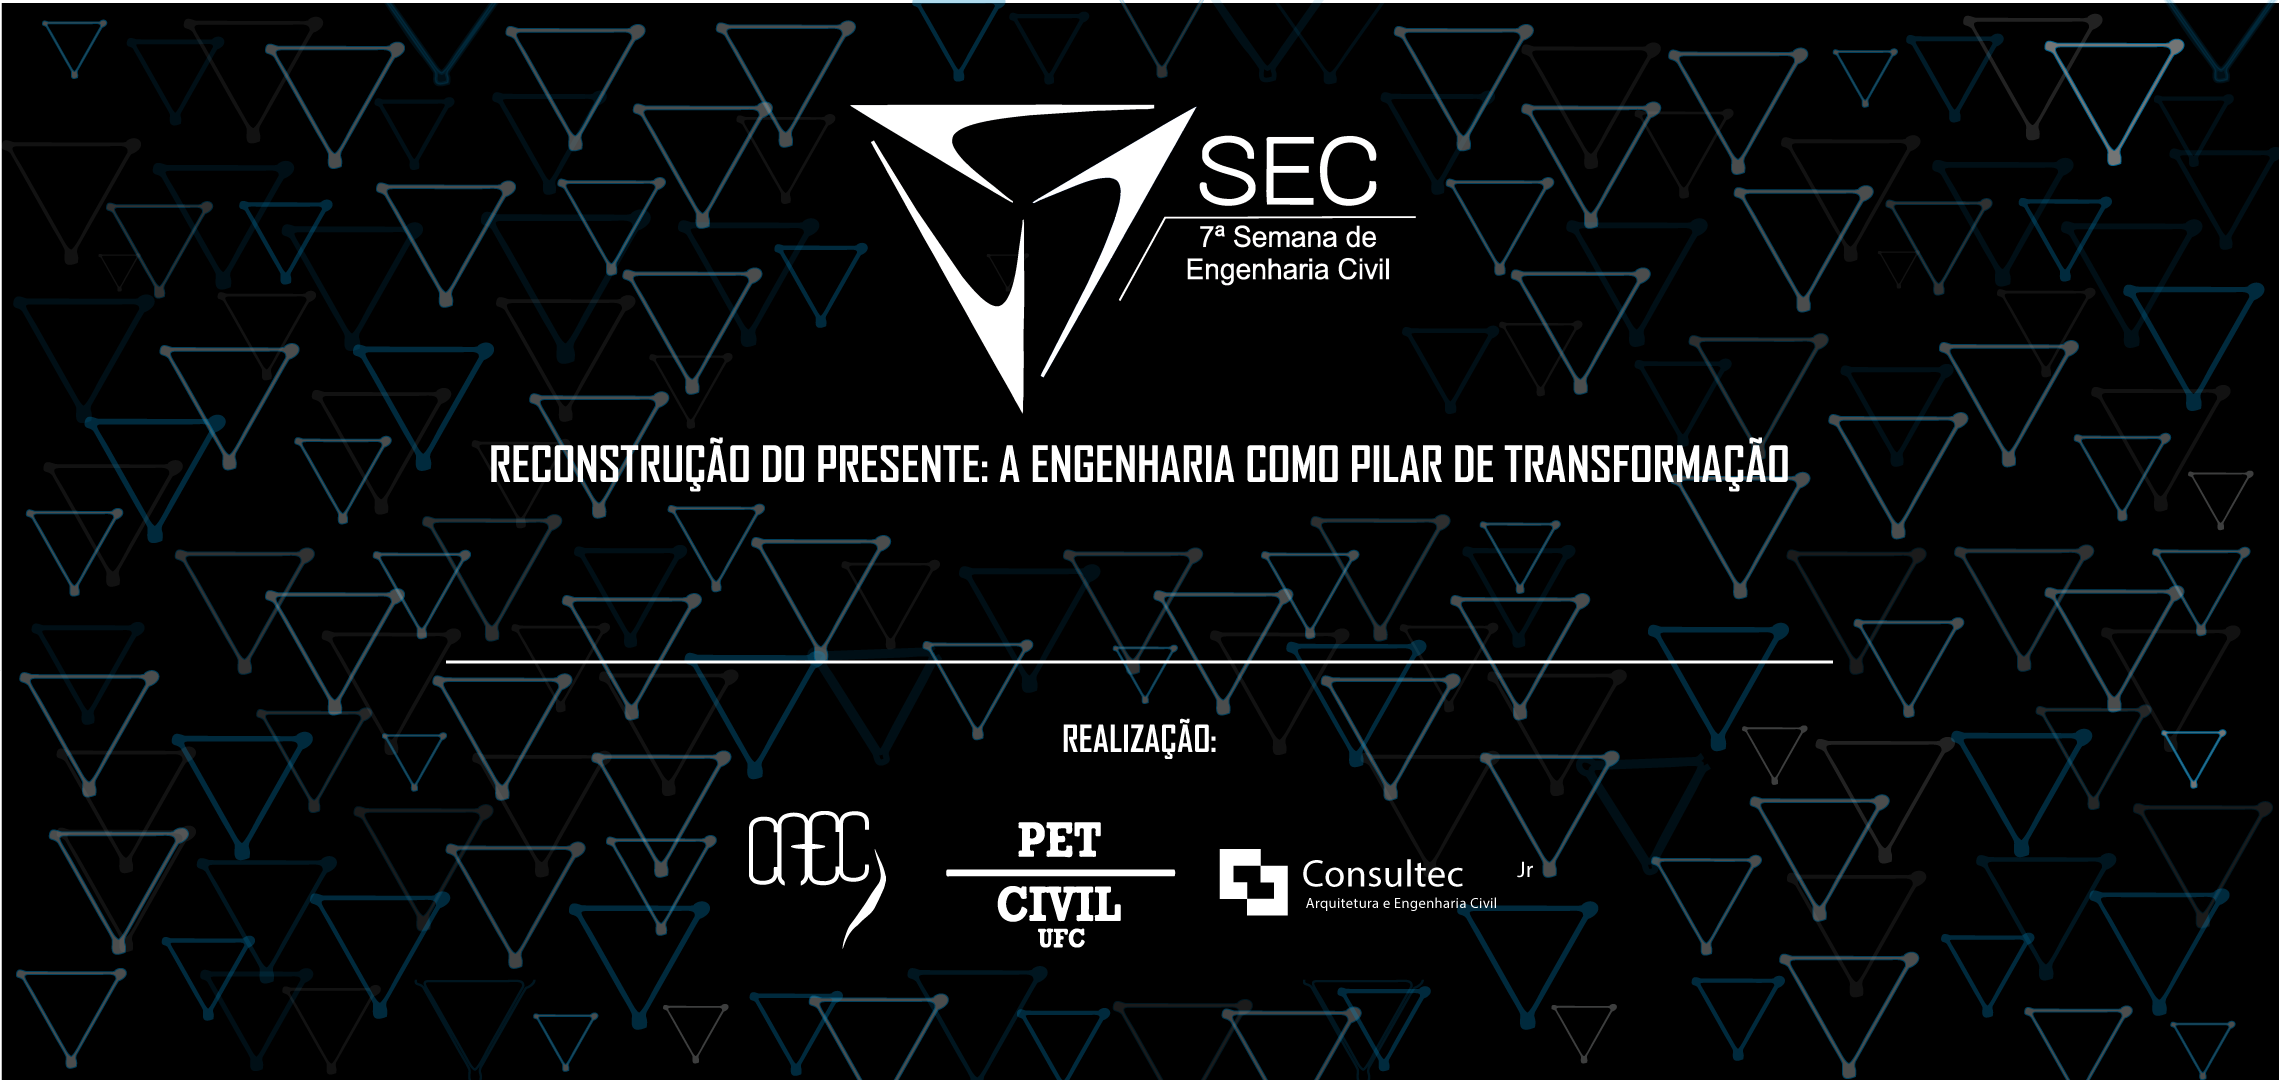 SEC
7ª Semana de
Engenharia Civil
RECONSTRUÇÃO DO PRESENTE: A ENGENHARIA COMO PILAR DE TRANSFORMAÇÃO
REALIZAÇÃO:
CAEC
PET
CIVIL
UFC
Consultec Jr
Arquitetura e Engenharia Civil